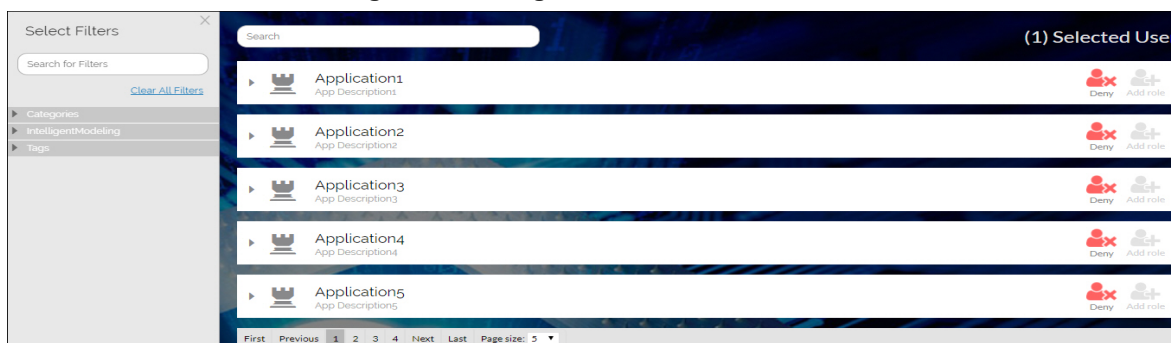 Select Filters
Search for Filters
Clear All Filters
Categories
IntelligentModeling
Tags
Search
(1) Selected Use
Application1
App Description1
Deny Add role
Application2
App Description2
Deny Add role
Application3
App Description3
Deny Add role
Application4
App Description4
Deny Add role
Application5
App Description5
Deny Add role
First Previous 1 2 3 4 Next Last Page size: 5